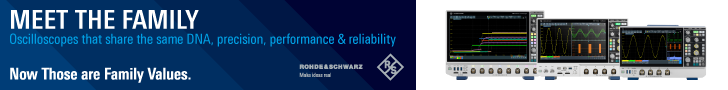 MEET THE FAMILY
Oscilloscopes that share the same DNA, precision, performance & reliability
Now Those are Family Values.
ROHDE&SCHWARZ
Make ideas real
R&S